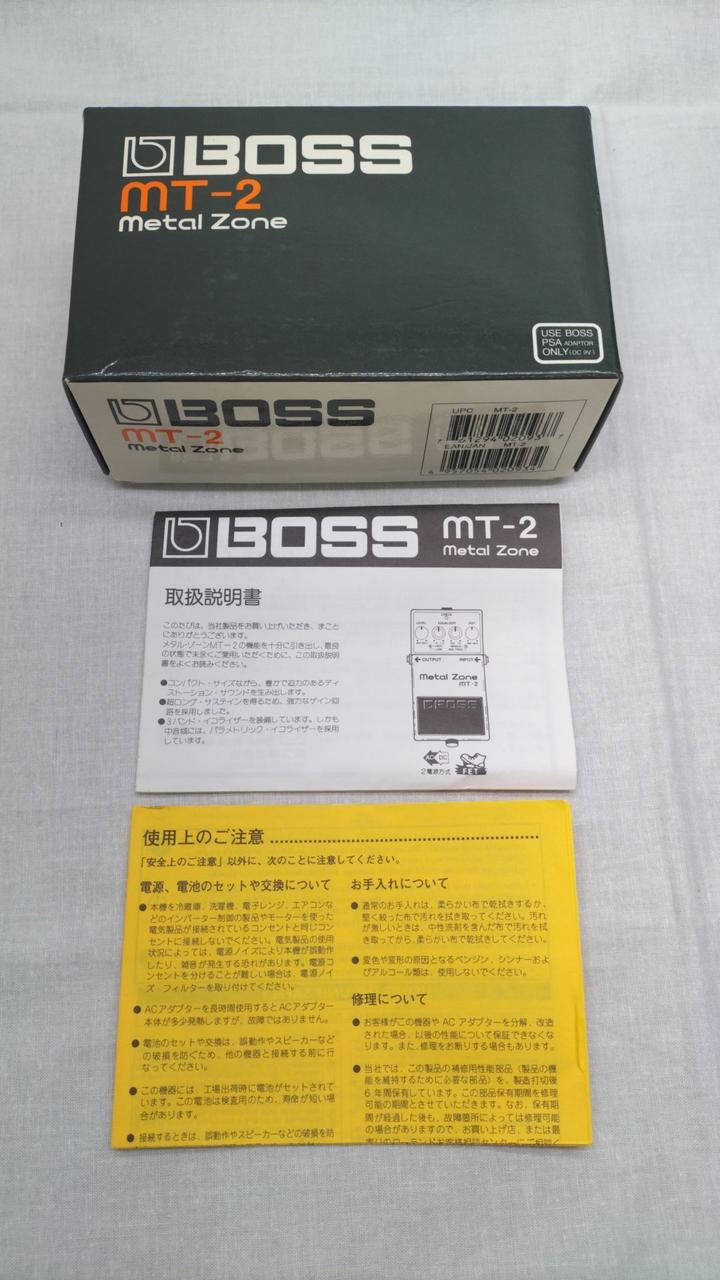 BOSS
MT-2
Metal Zone
USE BOSS
PSA ADAPTOR
ONLY (DC 9V)
BOSS
MT-2
Metal Zone
UPC MT-2
7 61294 02093 7
EAN/JAN MT-2
4 957054 020934
BOSS MT-2
Metal Zone
取扱説明書
このたびは、当社製品をお買い上げいただき、まこと
にありがとうございます。
メタル・ゾーンMT-2の機能を十分に引き出し、最良
の状態で末永くご愛用いただくために、この取扱説明
書をよくお読みください。
●コンパクト・サイズながら、豊かで迫力のあるディ
ストーション・サウンドを生み出します。
●超ロング・サステインを得るため、強力なゲイン回
路を採用しました。
●3バンド・イコライザーを装備しています。しかも
中音域には、パラメトリック・イコライザーを採用
しています。
CHECK
LEVEL EQUALIZER DIST
OUTPUT INPUT
Metal Zone
MT-2
BOSS
AC DC
2電源方式
FET
使用上のご注意
「安全上のご注意」以外に、次のことに注意してください。
電源、電池のセットや交換について
● 本機を冷蔵庫、洗濯機、電子レンジ、エアコンな
どのインバーター制御の製品やモーターを使った
電気製品が接続されているコンセントと同じコン
セントに接続しないでください。電気製品の使用
状況によっては、電源ノイズにより本機が誤動作
したり、雑音が発生する恐れがあります。電源コ
ンセントを分けることが難しい場合は、電源ノイ
ズ・フィルターを取り付けてください。
● ACアダプターを長時間使用するとACアダプター
本体が多少発熱しますが、故障ではありません。
● 電池のセットや交換は、誤動作やスピーカーなど
の破損を防ぐため、他の機器と接続する前に行
なってください。
● この機器には、工場出荷時に電池がセットされて
います。この電池は検査用のため、寿命が短い場
合があります。
● 接続するときは、誤動作やスピーカーなどの破損を防
お手入れについて
● 通常のお手入れは、柔らかい布で乾拭きするか、
堅く絞った布で汚れを拭き取ってください。汚れ
が激しいときは、中性洗剤を含んだ布で汚れを拭
き取ってから、柔らかい布で乾拭きしてください。
● 変色や変形の原因となるベンジン、シンナーおよ
びアルコール類は、使用しないでください。
修理について
● お客様がこの機器や AC アダプターを分解、改造
された場合、以後の性能について保証できなくな
ります。また、修理をお断りする場合もあります。
● 当社では、この製品の補修用性能部品（製品の機
能を維持するために必要な部品）を、製造打切後
6 年間保有しています。この部品保有期間を修理
可能の期間とさせていただきます。なお、保有期
間が経過した後も、故障箇所によっては修理可能
の場合がありますので、お買い上げ店、または最
寄りのローランドお客様相談センターにご相談く